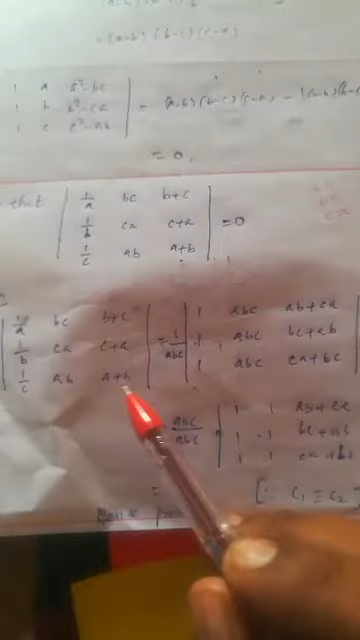 = (a-b) (b-c) (c-a)
| 1 a a²-bc |
| 1 b b²-ca | = (a-b)(b-c)(c-a) - (a-b)(b-
| 1 c c²-ab |
= 0,
that | 1/a bc b+c |
| 1/b ca c+a | = 0
| 1/c ab a+b |
| 1/a bc b+c | = 1/abc | 1 abc ab+ca |
| 1/b ca c+a | | 1 abc bc+ab |
| 1/c ab a+b | | 1 abc ca+bc |
abc/abc | 1 1 ab+ca |
| 1 1 bc+ab |
| 1 1 ca+bc |
= [∵ C₁ = C₂]
Hence